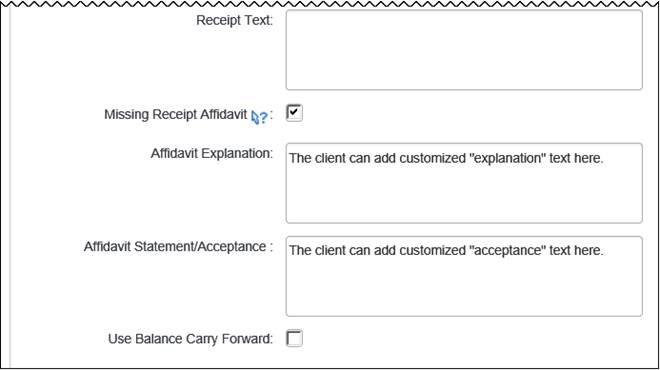 Receipt Text:
Missing Receipt Affidavit ?:
Affidavit Explanation:
The client can add customized "explanation" text here.
Affidavit Statement/Acceptance :
The client can add customized "acceptance" text here.
Use Balance Carry Forward: